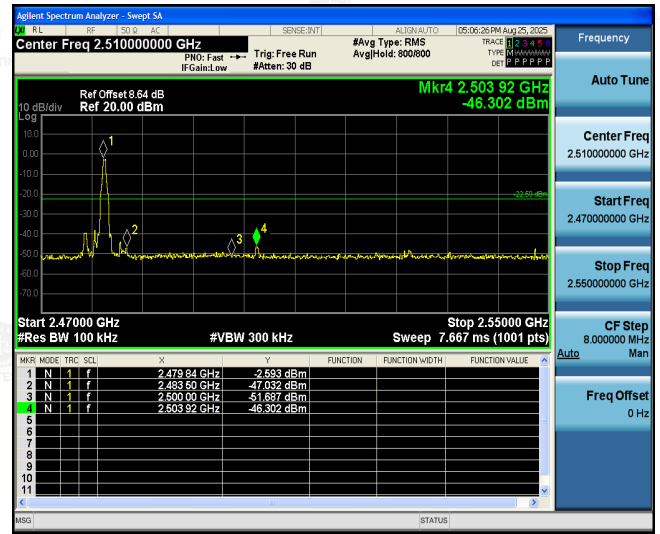 Agilent Spectrum Analyzer - Swept SA
LXI RL RF 50 Ω AC SENSE:INT ALIGN AUTO 05:06:26 PM Aug 25, 2025
Center Freq 2.510000000 GHz
PNO: Fast
IFGain:Low
Trig: Free Run
#Atten: 30 dB
#Avg Type: RMS
Avg|Hold: 800/800
TRACE 1 2 3 4 5 6
TYPE M W W W W W
DET P P P P P P
Ref Offset 8.64 dB
10 dB/div Ref 20.00 dBm
Log
Mkr4 2.503 92 GHz
-46.302 dBm
10.0
0.00
-10.0
-20.0
-30.0
-40.0
-50.0
-60.0
-70.0
1
2
3
4
-22.59 dBm
Start 2.47000 GHz Stop 2.55000 GHz
#Res BW 100 kHz #VBW 300 kHz Sweep 7.667 ms (1001 pts)
MKR MODE TRC SCL X Y FUNCTION FUNCTION WIDTH FUNCTION VALUE
1 N 1 f 2.479 84 GHz -2.593 dBm
2 N 1 f 2.483 50 GHz -47.032 dBm
3 N 1 f 2.500 00 GHz -51.687 dBm
4 N 1 f 2.503 92 GHz -46.302 dBm
5
6
7
8
9
10
11
MSG STATUS
Frequency
Auto Tune
Center Freq
2.510000000 GHz
Start Freq
2.470000000 GHz
Stop Freq
2.550000000 GHz
CF Step
8.000000 MHz
Auto Man
Freq Offset
0 Hz